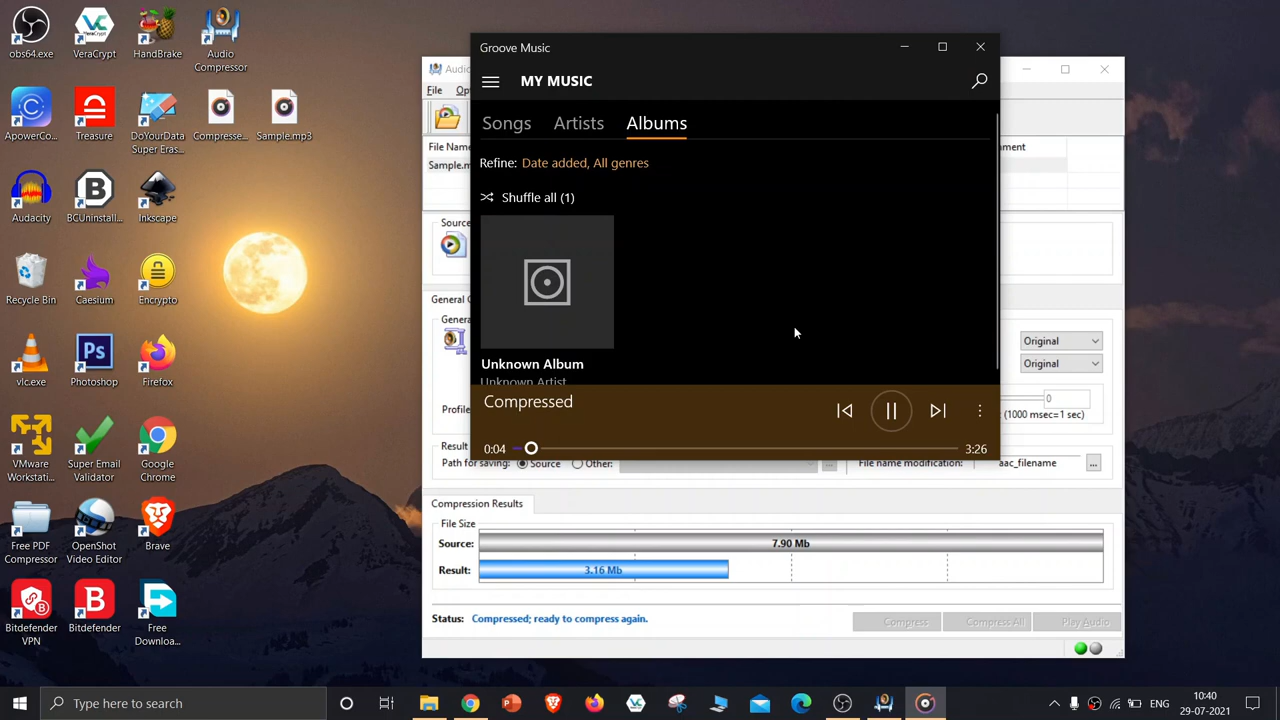 obs64.exe
VeraCrypt
HandBrake
Audio
Compressor
ApowerCo...
Treasure
DoYourData
Super Eras...
Compresse...
Sample.mp3
Audacity
BCUninstall...
Inkscape
Recycle Bin
Caesium
Encrypto
vlc.exe
Photoshop
Firefox
VMware
Workstati...
Super Email
Validator
Google
Chrome
Free PDF
Compressor
OpenShot
Video Editor
Brave
Bitdefender
VPN
Bitdefender
Free
Downloa...
Groove Music
MY MUSIC
Songs Artists Albums
Refine: Date added, All genres
Shuffle all (1)
Unknown Album
Unknown Artist
Compressed
0:04 3:26
File
File Name
Sample.m
Source
General
Original
Original
Profile
0
(1000 msec=1 sec)
Result
Path for saving: Source Other: ... File name modification: aac_filename ...
Compression Results
File Size
Source: 7.90 Mb
Result: 3.16 Mb
Status: Compressed; ready to compress again.
Compress Compress All Play Audio
Type here to search
ENG
10:40
29-07-2021